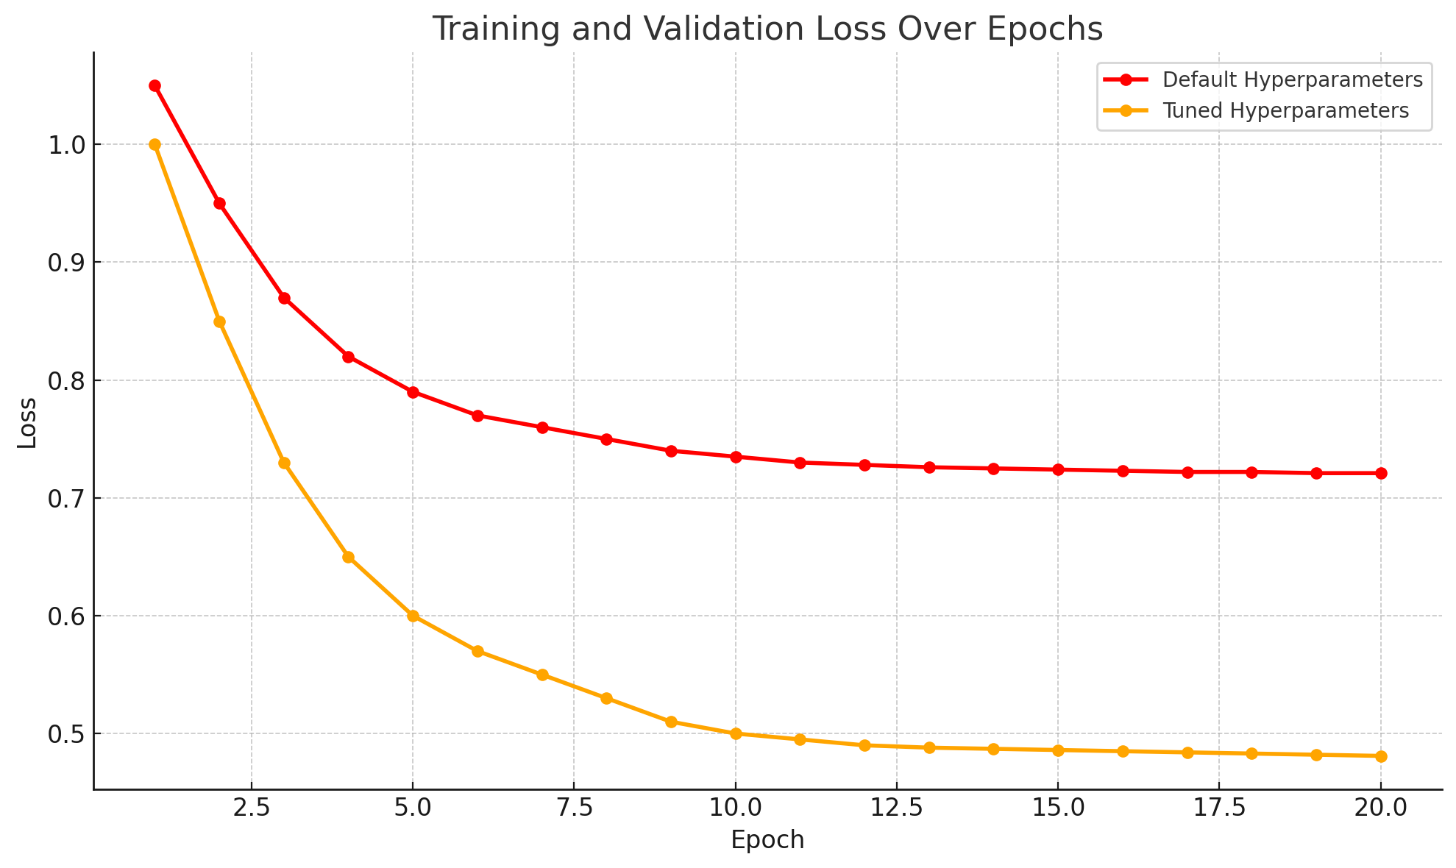 Training and Validation Loss Over Epochs
Default Hyperparameters
Tuned Hyperparameters
1.0
0.9
0.8
0.7
0.6
0.5
Loss
2.5 5.0 7.5 10.0 12.5 15.0 17.5 20.0
Epoch